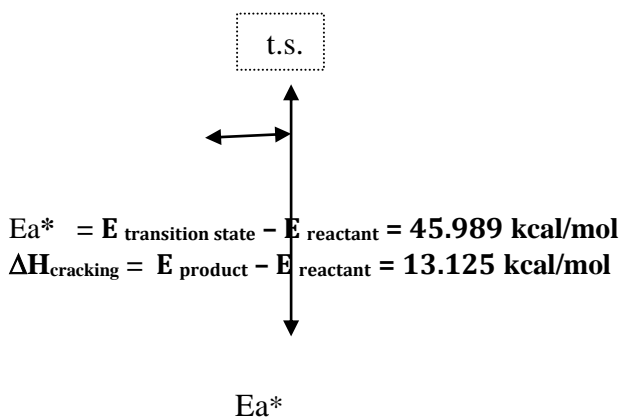 t.s.
Ea* = E transition state – E reactant = 45.989 kcal/mol
ΔHcracking = E product – E reactant = 13.125 kcal/mol
Ea*